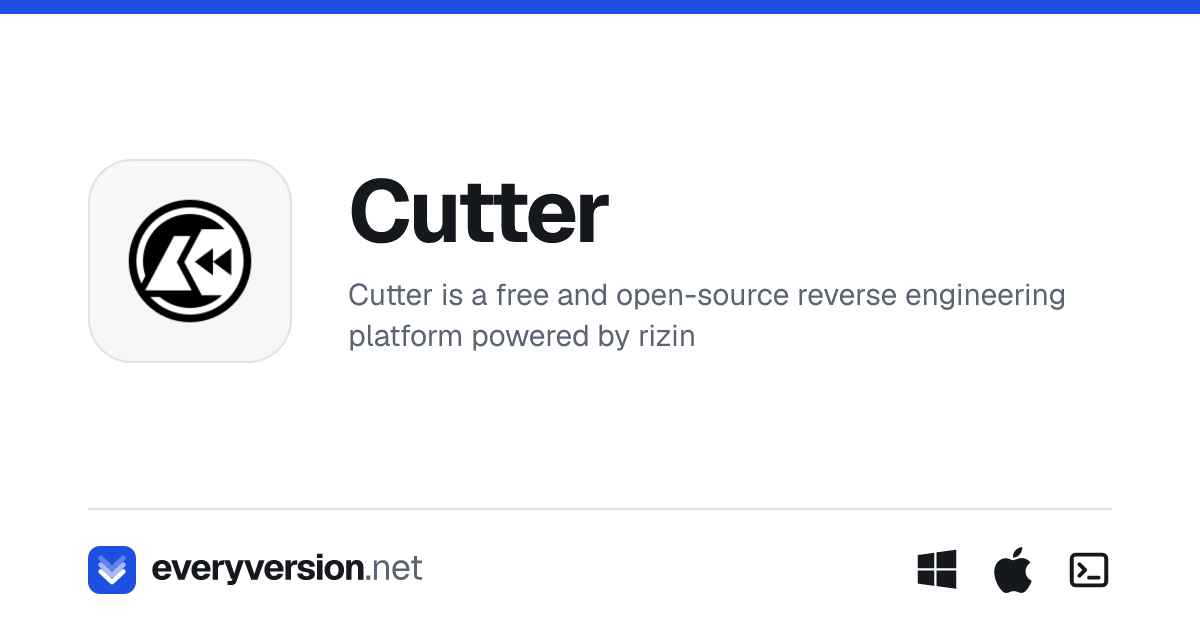 Cutter
Cutter is a free and open-source reverse engineering
platform powered by rizin
everyversion.net